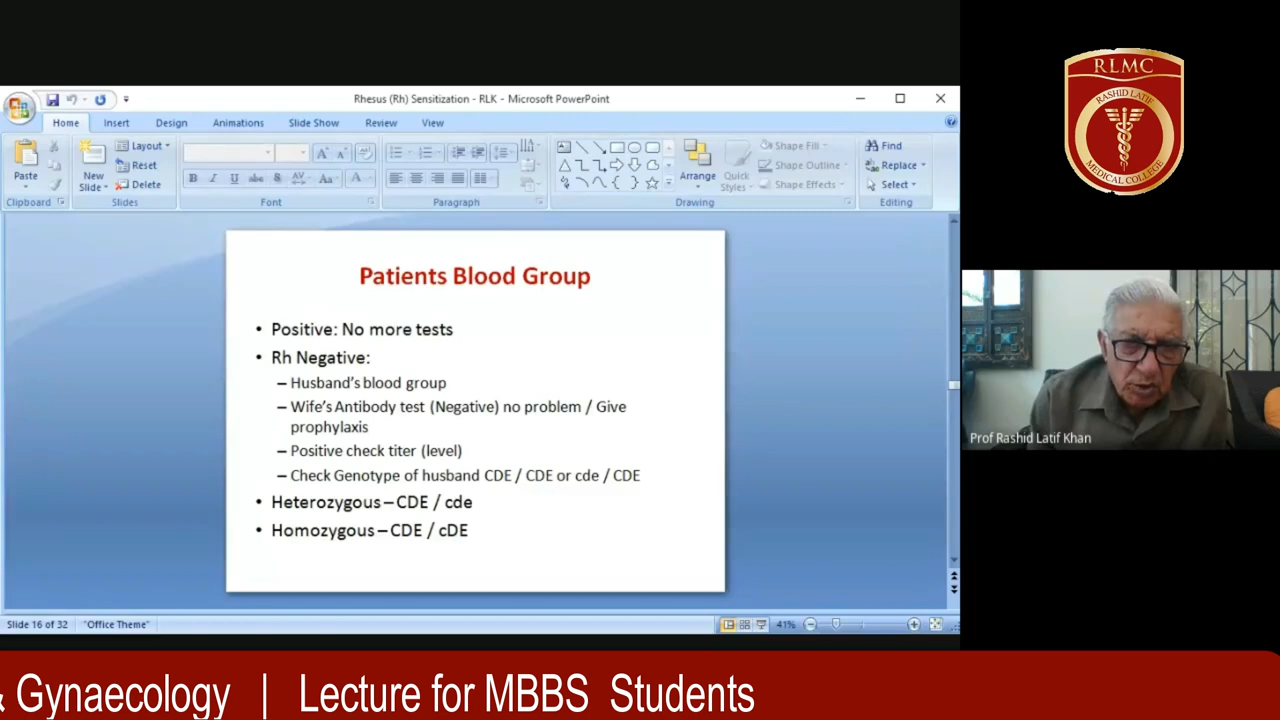 Rhesus (Rh) Sensitization - RLK - Microsoft PowerPoint
Home Insert Design Animations Slide Show Review View
Paste
New
Slide
Layout
Reset
Delete
Quick
Styles
Arrange
Shape Fill
Shape Outline
Shape Effects
Find
Replace
Select
Clipboard Slides Font Paragraph Drawing Editing
Patients Blood Group
• Positive: No more tests
• Rh Negative:
– Husband's blood group
– Wife's Antibody test (Negative) no problem / Give
prophylaxis
– Positive check titer (level)
– Check Genotype of husband CDE / CDE or cde / CDE
• Heterozygous – CDE / cde
• Homozygous – CDE / cDE
Slide 16 of 32 "Office Theme" 41%
RLMC
RASHID LATIF
MEDICAL COLLEGE
Prof Rashid Latif Khan
& Gynaecology | Lecture for MBBS Students